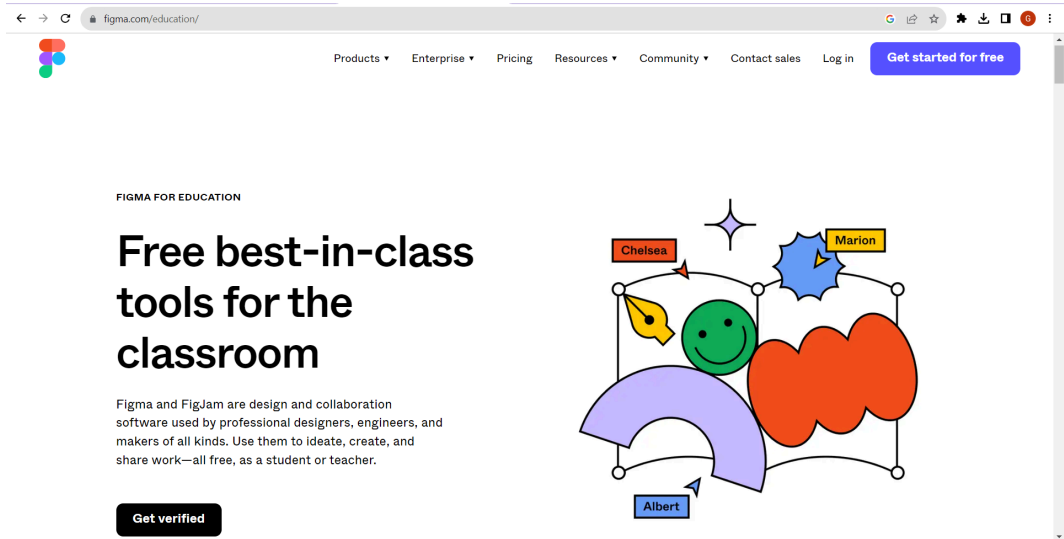 figma.com/education/
G
Products ▾ Enterprise ▾ Pricing Resources ▾ Community ▾ Contact sales Log in Get started for free
FIGMA FOR EDUCATION
Free best-in-class
tools for the
classroom
Figma and FigJam are design and collaboration
software used by professional designers, engineers, and
makers of all kinds. Use them to ideate, create, and
share work—all free, as a student or teacher.
Get verified
Chelsea
Marion
Albert